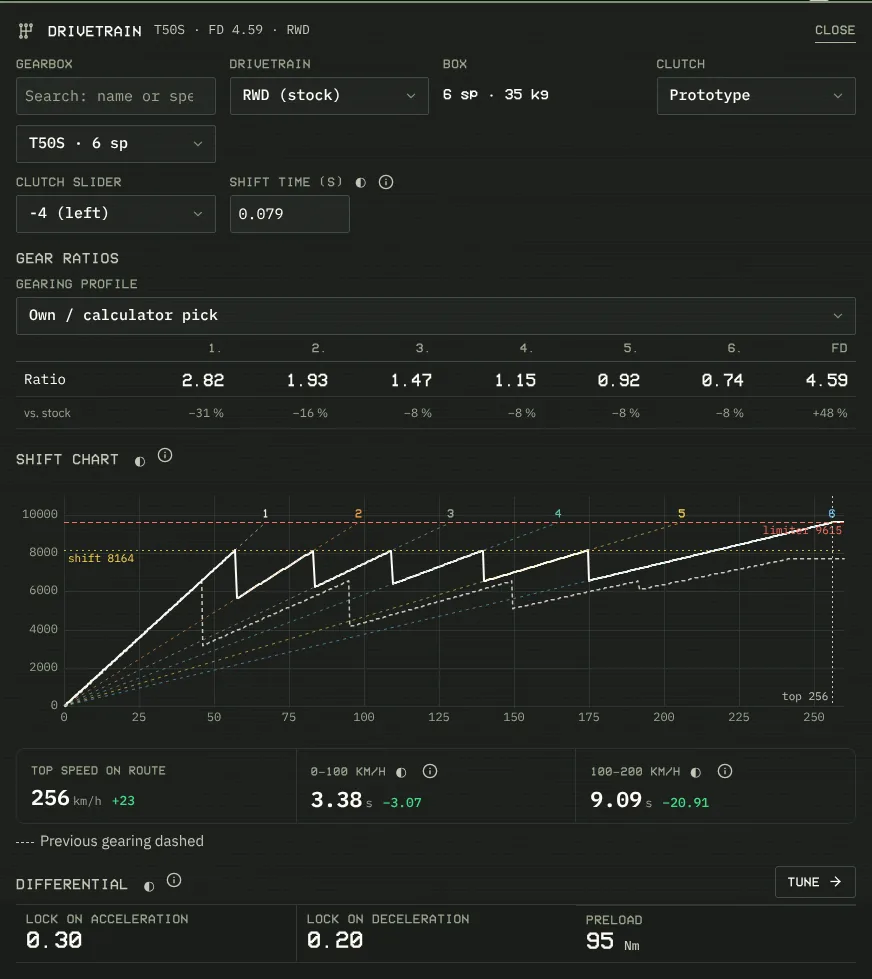 DRIVETRAIN T50S · FD 4.59 · RWD CLOSE
GEARBOX DRIVETRAIN BOX CLUTCH
Search: name or spe RWD (stock) 6 sp · 35 kg Prototype
T50S · 6 sp
CLUTCH SLIDER SHIFT TIME (S)
-4 (left) 0.079
GEAR RATIOS
GEARING PROFILE
Own / calculator pick
1. 2. 3. 4. 5. 6. FD
Ratio 2.82 1.93 1.47 1.15 0.92 0.74 4.59
vs. stock −31 % −16 % −8 % −8 % −8 % −8 % +48 %
SHIFT CHART
10000 1 2 3 4 5 6
limiter 9615
8000 shift 8164
6000
4000
2000
top 256
0
0 25 50 75 100 125 150 175 200 225 250
TOP SPEED ON ROUTE 0–100 KM/H 100–200 KM/H
256 km/h +23 3.38 s −3.07 9.09 s −20.91
Previous gearing dashed
DIFFERENTIAL TUNE →
LOCK ON ACCELERATION LOCK ON DECELERATION PRELOAD
0.30 0.20 95 Nm